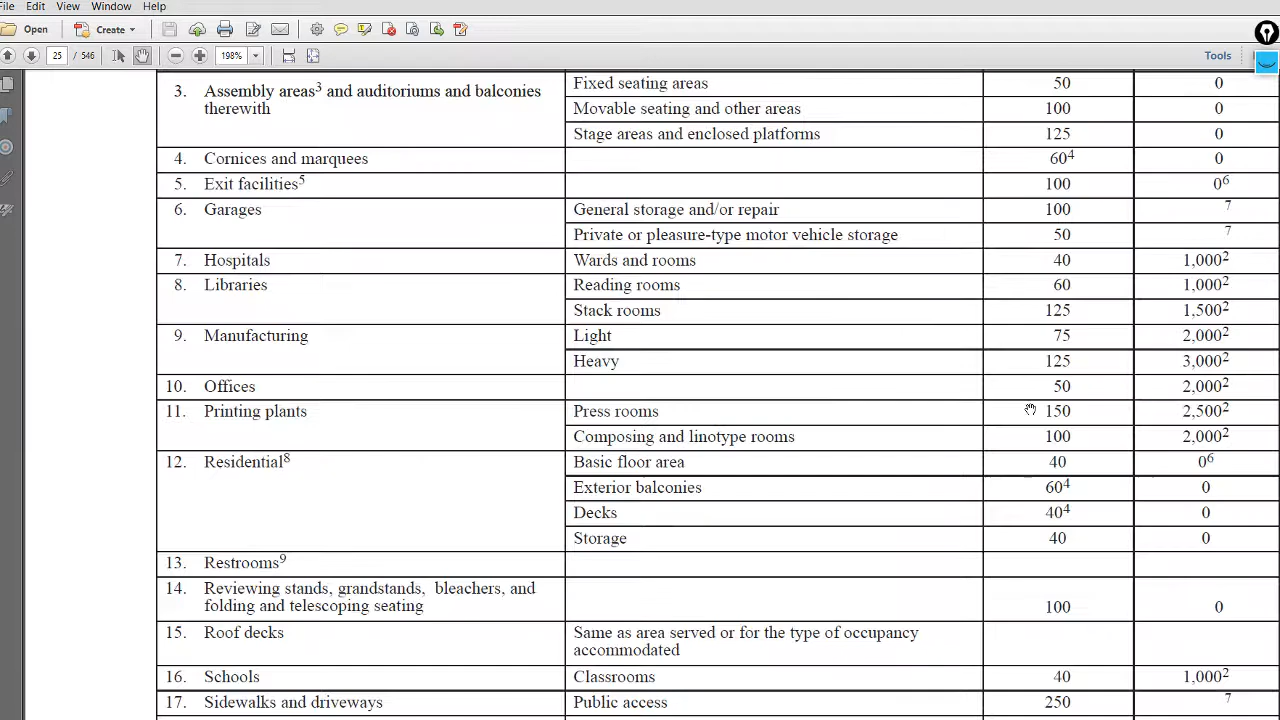 File Edit View Window Help
Open Create
25 / 546 198% Tools
3. Assembly areas3 and auditoriums and balconies therewith Fixed seating areas 50 0
Movable seating and other areas 100 0
Stage areas and enclosed platforms 125 0
4. Cornices and marquees 604 0
5. Exit facilities5 100 06
6. Garages General storage and/or repair 100 7
Private or pleasure-type motor vehicle storage 50 7
7. Hospitals Wards and rooms 40 1,0002
8. Libraries Reading rooms 60 1,0002
Stack rooms 125 1,5002
9. Manufacturing Light 75 2,0002
Heavy 125 3,0002
10. Offices 50 2,0002
11. Printing plants Press rooms 150 2,5002
Composing and linotype rooms 100 2,0002
12. Residential8 Basic floor area 40 06
Exterior balconies 604 0
Decks 404 0
Storage 40 0
13. Restrooms9
14. Reviewing stands, grandstands, bleachers, and
folding and telescoping seating 100 0
15. Roof decks Same as area served or for the type of occupancy
accommodated
16. Schools Classrooms 40 1,0002
17. Sidewalks and driveways Public access 250 7